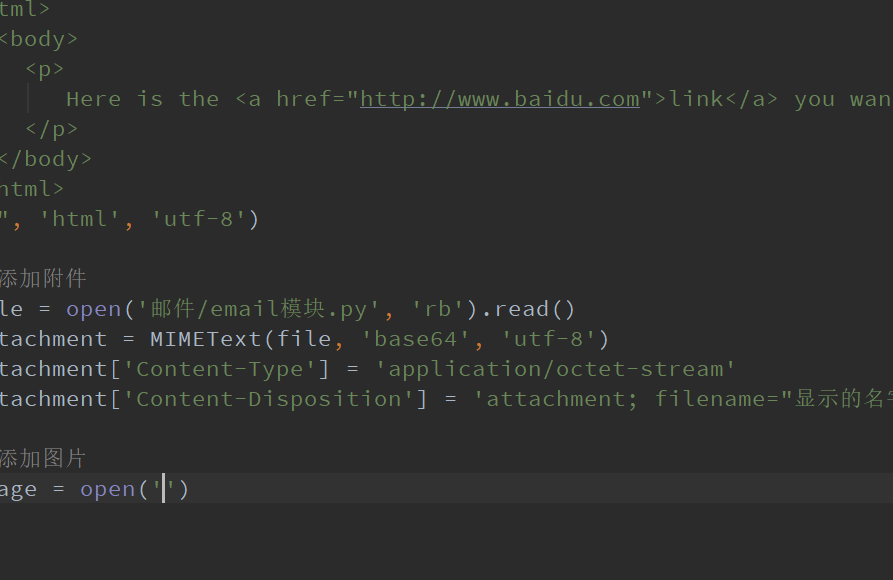 tml>
<body>
<p>
Here is the <a href="http://www.baidu.com">link</a> you wan
</p>
</body>
html>
", 'html', 'utf-8')
添加附件
le = open('邮件/email模块.py', 'rb').read()
tachment = MIMEText(file, 'base64', 'utf-8')
tachment['Content-Type'] = 'application/octet-stream'
tachment['Content-Disposition'] = 'attachment; filename="显示的名字
添加图片
age = open('')